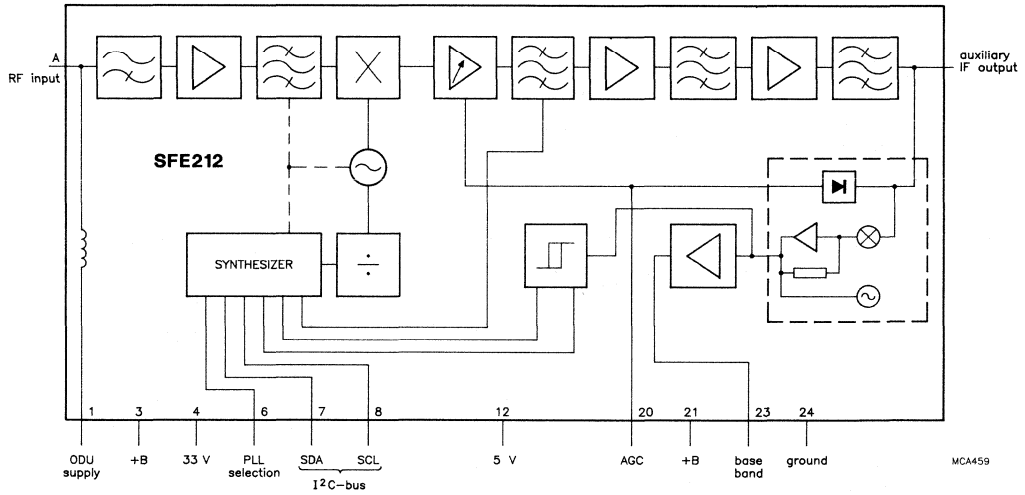 A
RF input
auxiliary
IF output
SFE212
SYNTHESIZER
1 3 4 6 7 8 12 20 21 23 24
ODU
supply
+B
33 V
PLL
selection
SDA
SCL
I²C-bus
5 V
AGC
+B
base
band
ground
MCA459